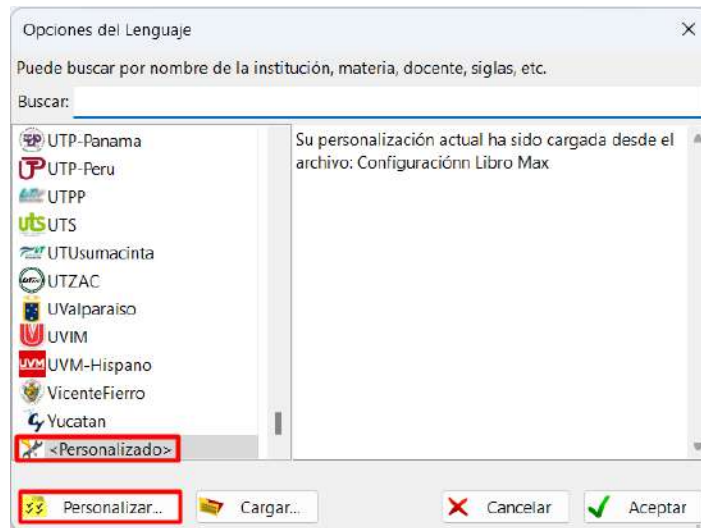 Opciones del Lenguaje
Puede buscar por nombre de la institución, materia, docente, siglas, etc.
Buscar:
UTP-Panama
UTP-Peru
UTPP
uts UTS
UTUsumacinta
UTZAC
UValparaiso
UVIM
UVM UVM-Hispano
VicenteFierro
Yucatan
<Personalizado>
Su personalización actual ha sido cargada desde el
archivo: Configuraciónn Libro Max
Personalizar...
Cargar...
Cancelar
Aceptar